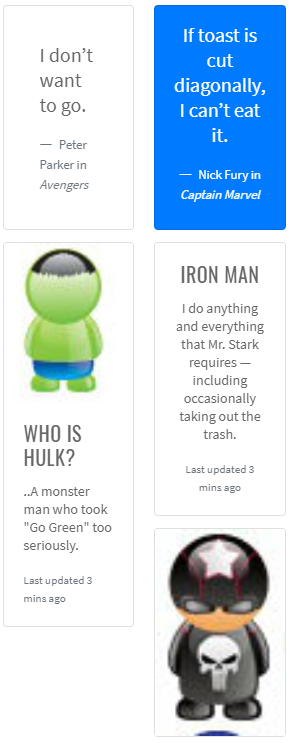 I don’t
want
to go.
— Peter
Parker in
Avengers
If toast is
cut
diagonally,
I can’t eat
it.
— Nick Fury in
Captain Marvel
WHO IS
HULK?
..A monster
man who took
"Go Green" too
seriously.
Last updated 3
mins ago
IRON MAN
I do anything
and everything
that Mr. Stark
requires —
including
occasionally
taking out the
trash.
Last updated 3
mins ago